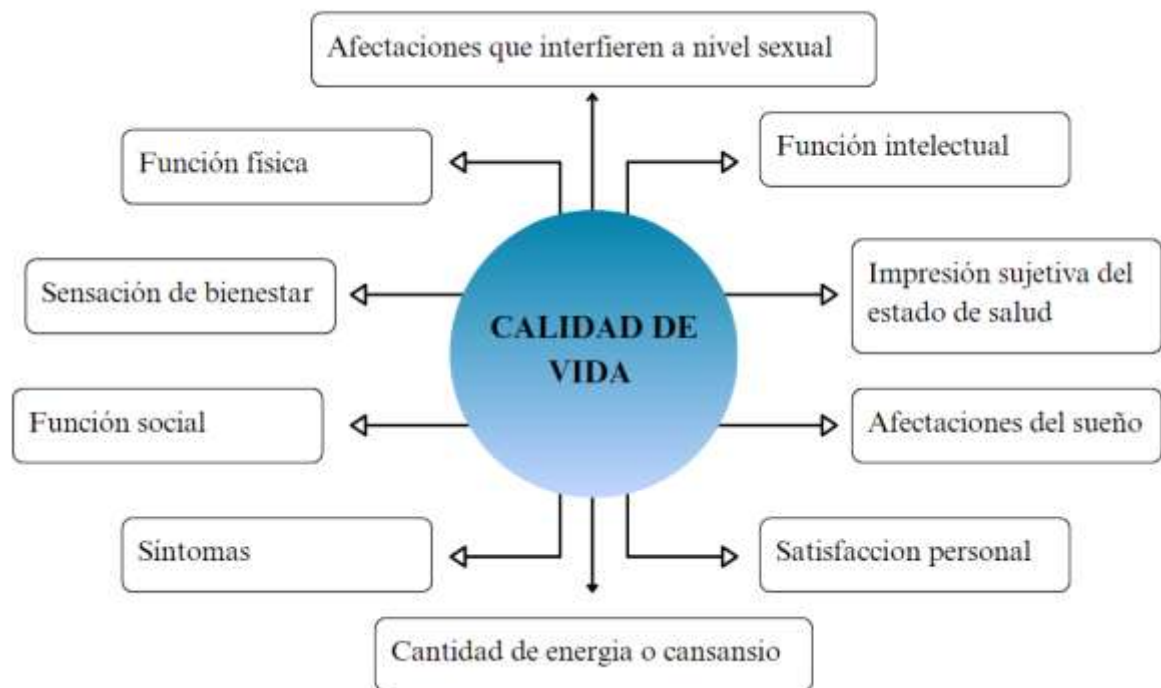 Afectaciones que interfieren a nivel sexual
Función física
Función intelectual
Sensación de bienestar
Impresión sujetiva del
estado de salud
CALIDAD DE
VIDA
Función social
Afectaciones del sueño
Síntomas
Satisfaccion personal
Cantidad de energia o cansansio